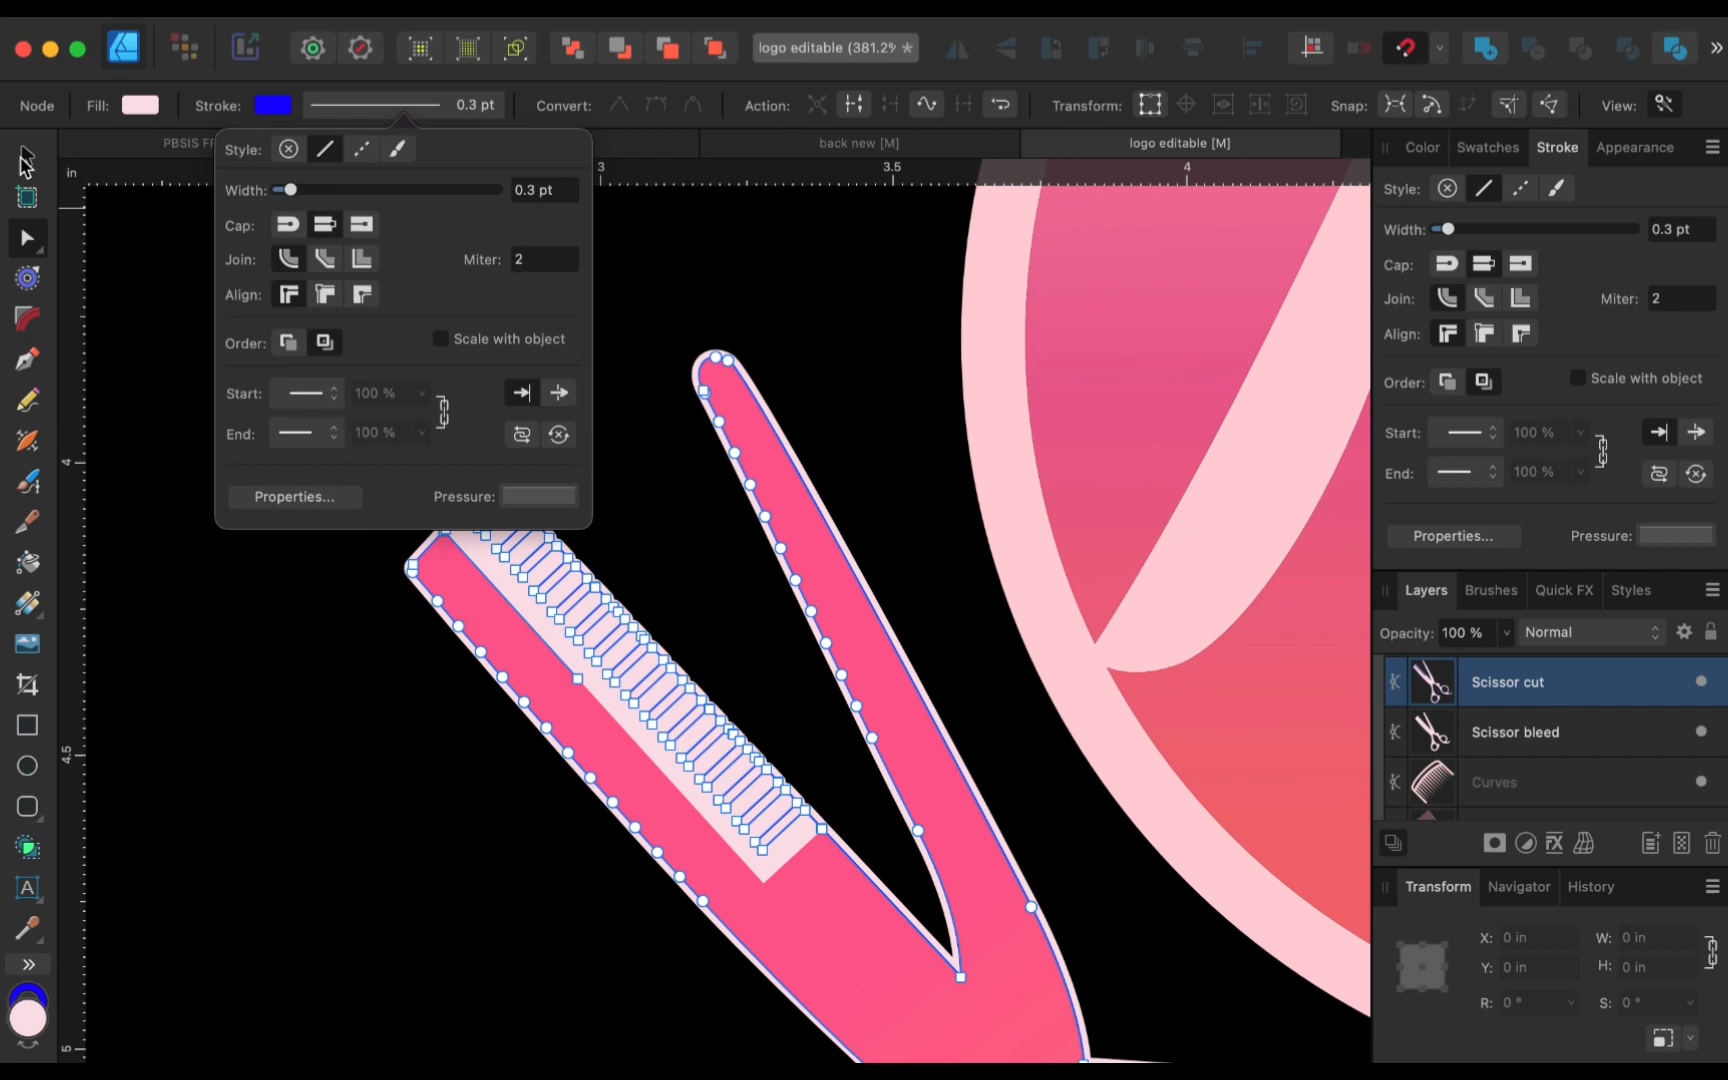 logo editable (381.2% *
Node
Fill:
Stroke:
0.3 pt
Convert:
Action:
Transform:
Snap:
View:
back new [M]
logo editable [M]
Style:
Width:
0.3 pt
Cap:
Join:
Miter: 2
Align:
Order:
Scale with object
Start:
100 %
End:
100 %
Properties...
Pressure:
in
3
3.5
4
4
4.5
5
Color
Swatches
Stroke
Appearance
Style:
Width:
0.3 pt
Cap:
Join:
Miter: 2
Align:
Order:
Scale with object
Start:
100 %
End:
100 %
Properties...
Pressure:
Layers
Brushes
Quick FX
Styles
Opacity: 100 %
Normal
Scissor cut
Scissor bleed
Curves
FX
A
Transform
Navigator
History
X: 0 in
W: 0 in
Y: 0 in
H: 0 in
R: 0 °
S: 0 °